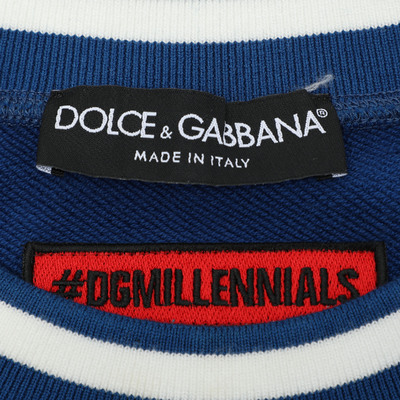 DOLCE & GABBANA®
MADE IN ITALY
#DGMILLENNIALS